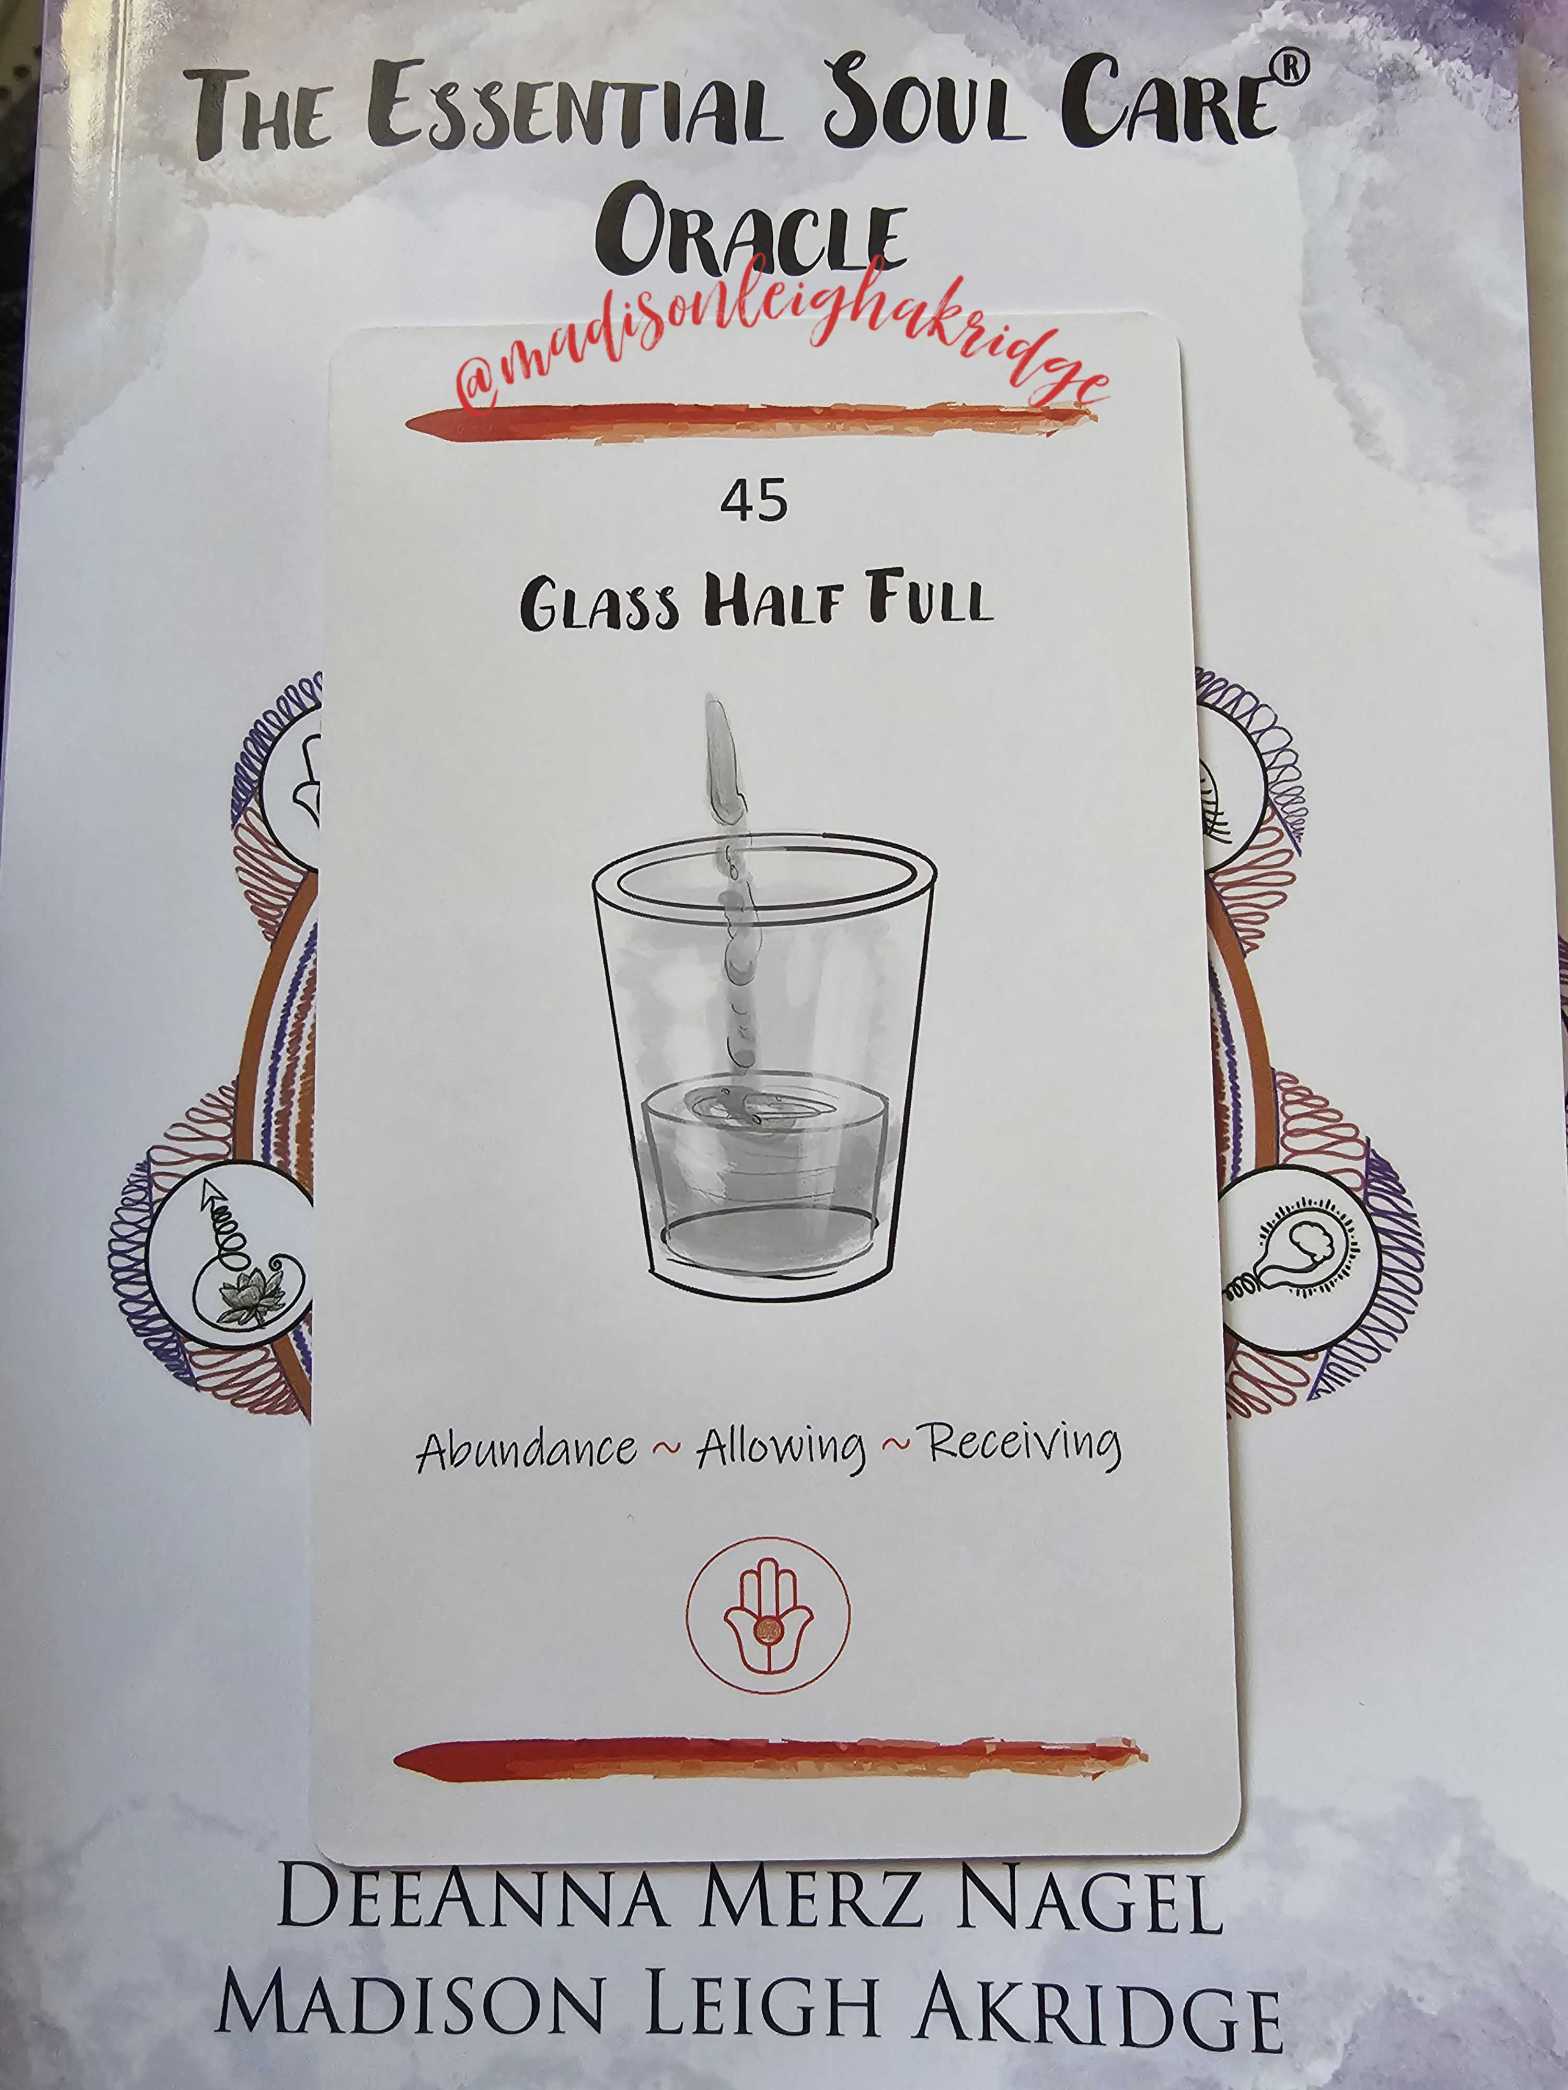 THE ESSENTIAL SOUL CARE®
ORACLE
@madisonleighakridge
45
GLASS HALF FULL
Abundance ~ Allowing ~ Receiving
DEEANNA MERZ NAGEL
MADISON LEIGH AKRIDGE